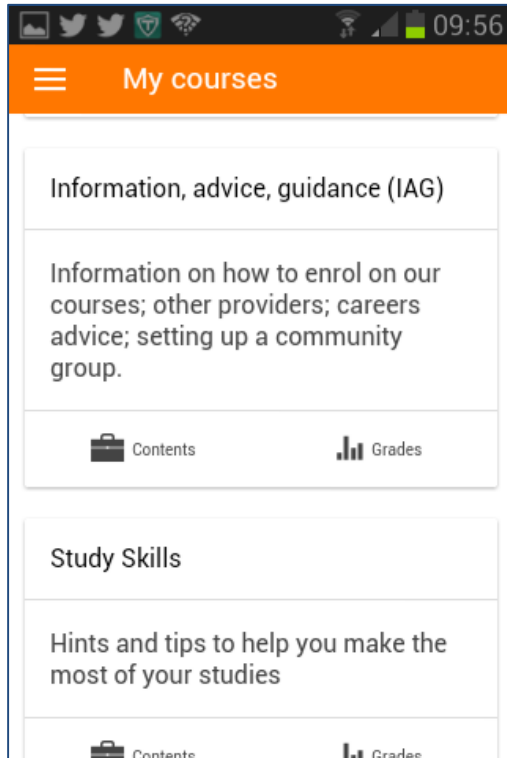 09:56
My courses
Information, advice, guidance (IAG)
Information on how to enrol on our
courses; other providers; careers
advice; setting up a community
group.
Contents Grades
Study Skills
Hints and tips to help you make the
most of your studies
Contents Grades